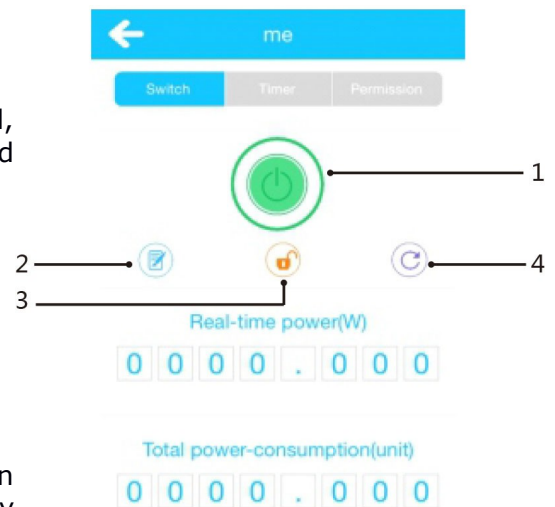 me
Switch Timer Permission
1
2
3
4
Real-time power(W)
0 0 0 0 . 0 0 0
Total power-consumption(unit)
0 0 0 0 . 0 0 0